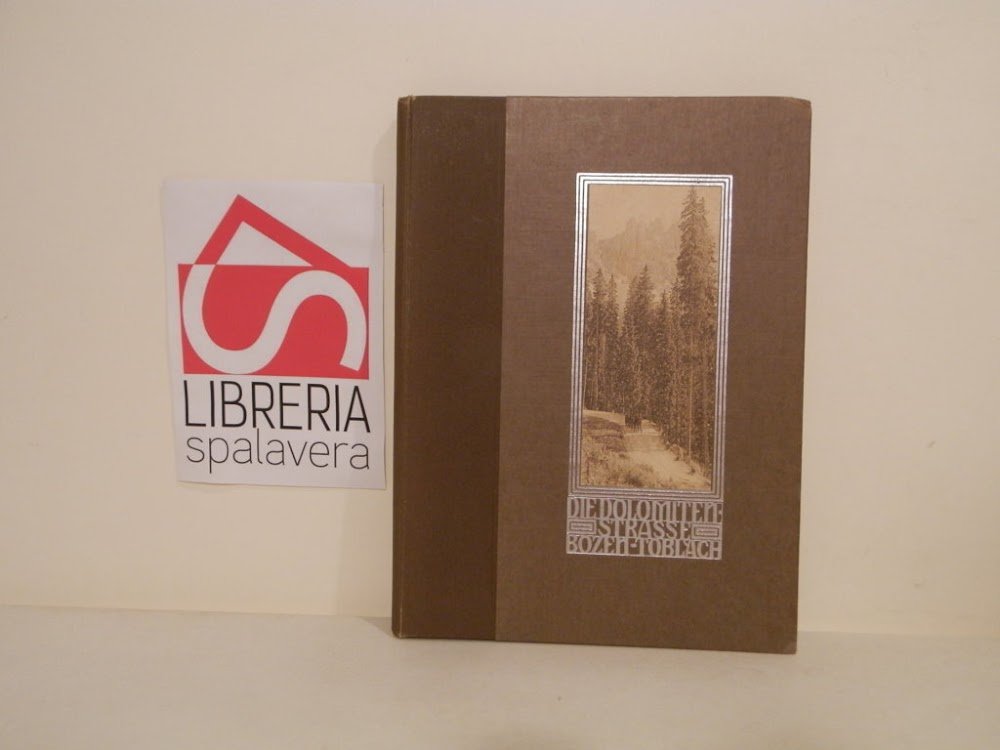 LIBRERIA
spalavera
DIE DOLOMITEN:
STRASSE
BOZEN-TOBLACH